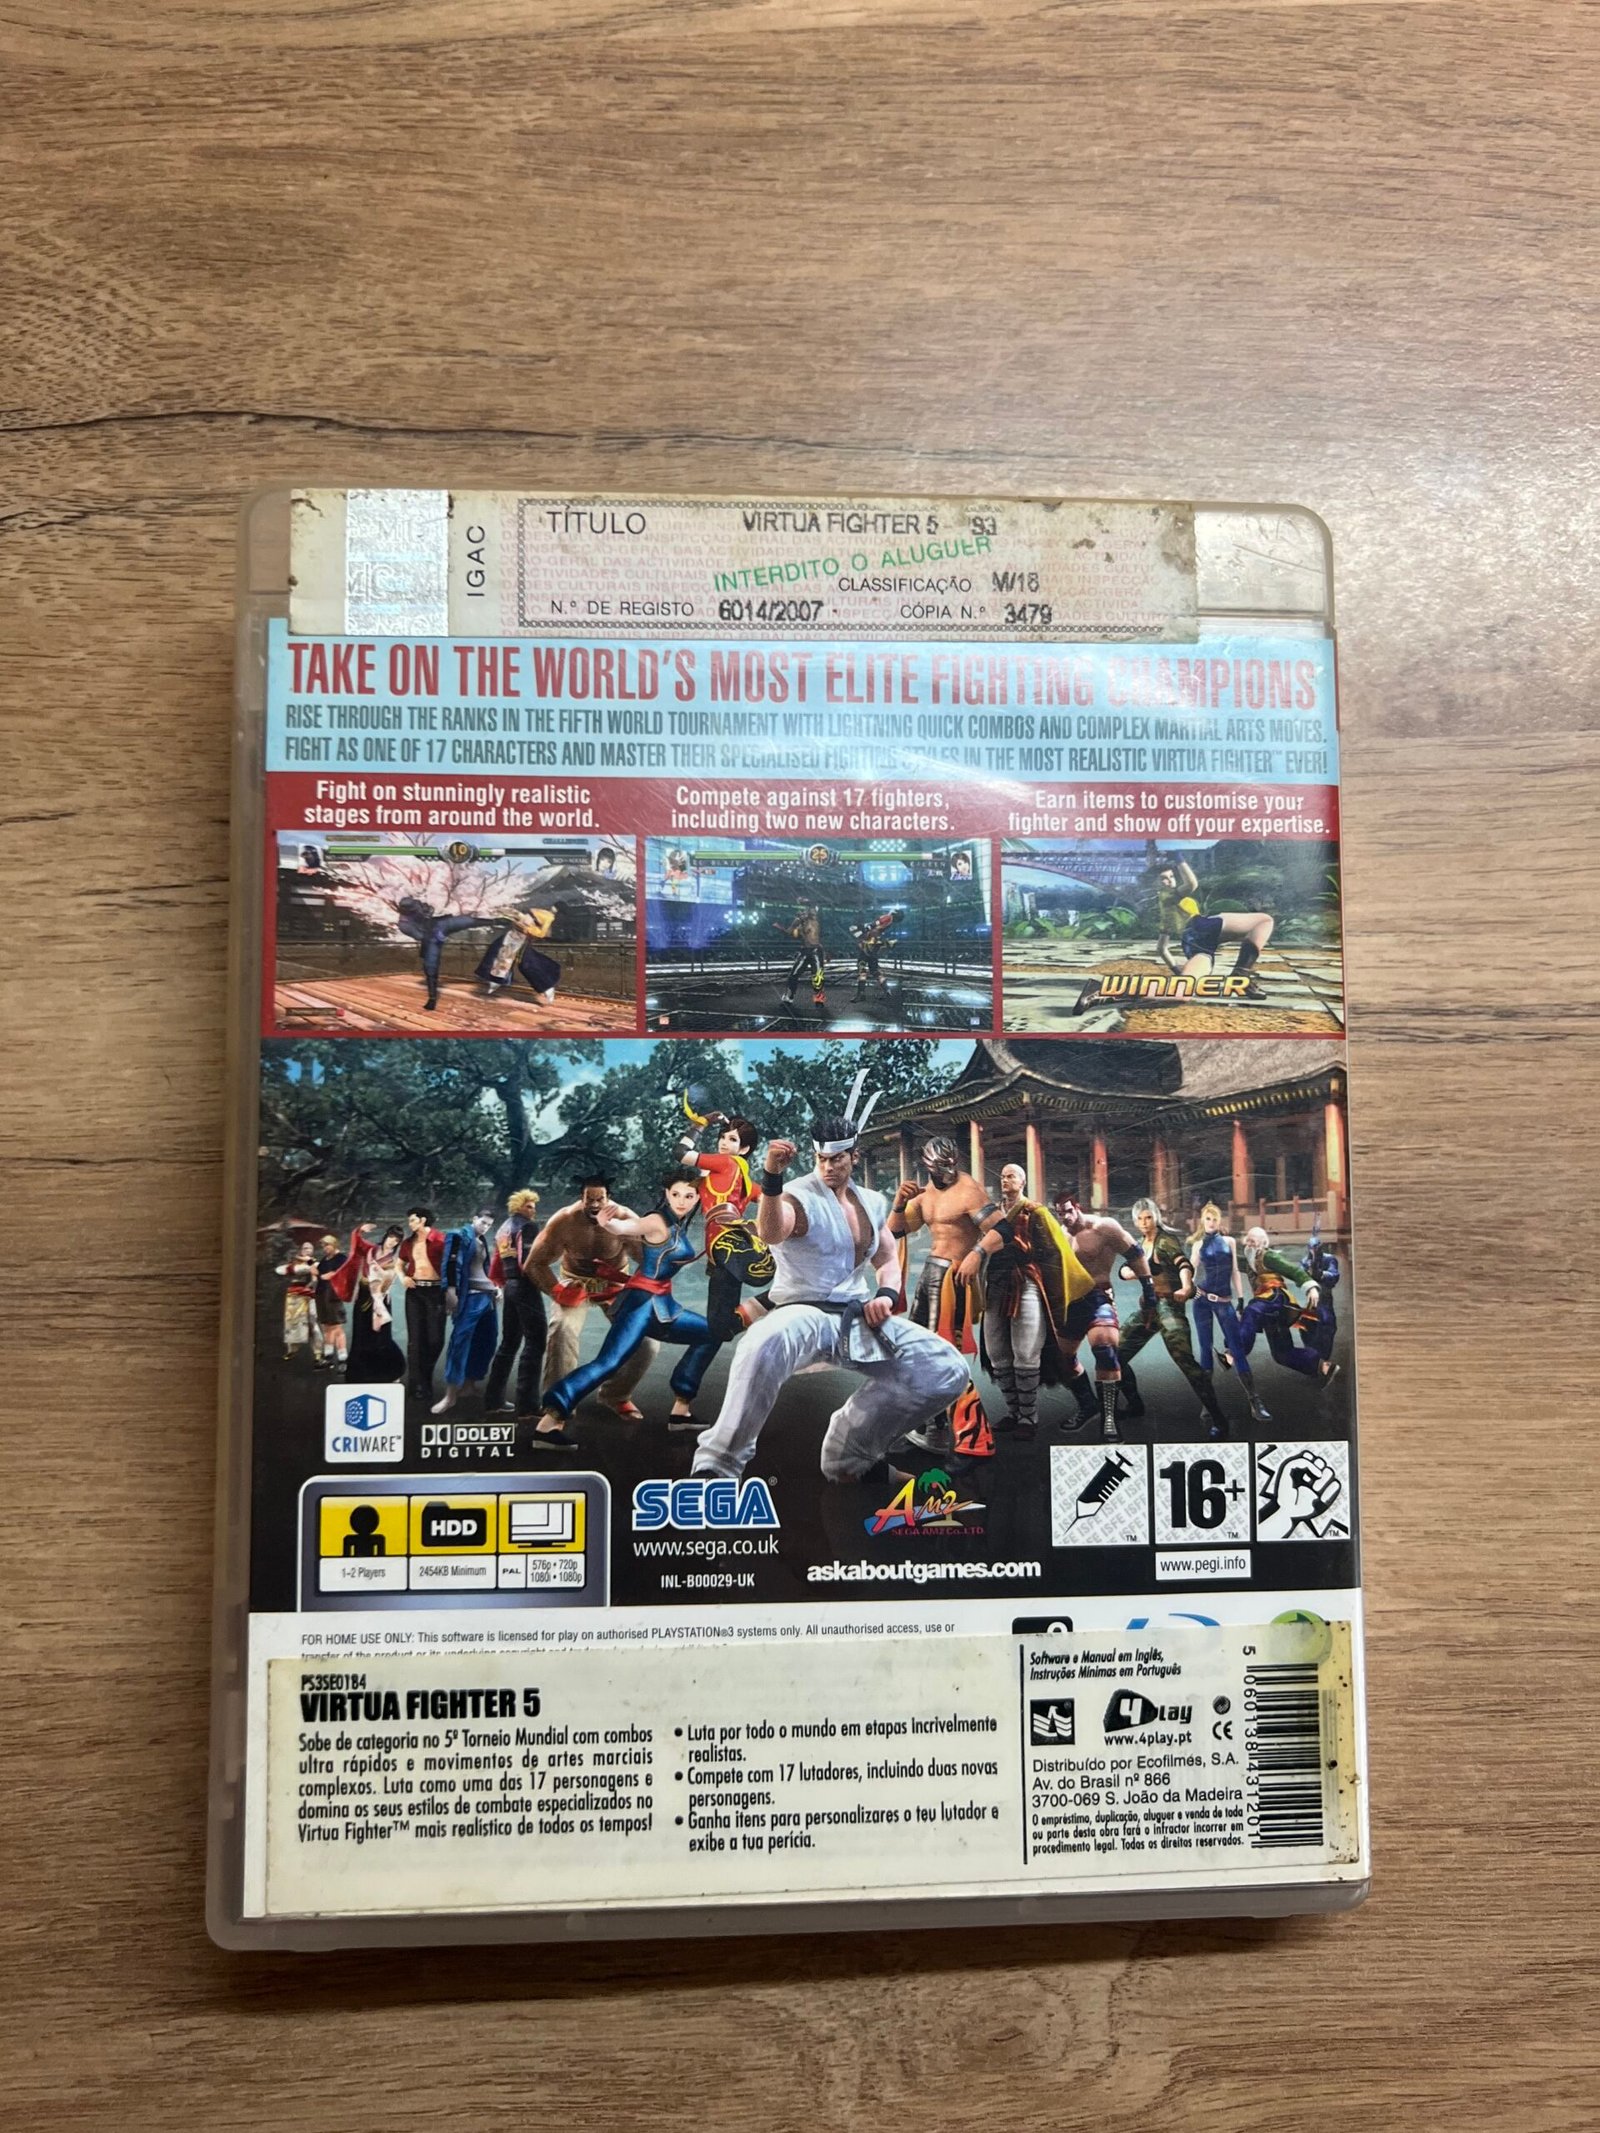 IGAC
TÍTULO VIRTUA FIGHTER 5
INTERDITO O ALUGUER
CLASSIFICAÇÃO M/16
N.º DE REGISTO 6014/2007 CÓPIA N.º 3479
TAKE ON THE WORLD'S MOST ELITE FIGHTING CHAMPIONS
RISE THROUGH THE RANKS IN THE FIFTH WORLD TOURNAMENT WITH LIGHTNING QUICK COMBOS AND COMPLEX MARTIAL ARTS MOVES.
FIGHT AS ONE OF 17 CHARACTERS AND MASTER THEIR SPECIALISED FIGHTING STYLES IN THE MOST REALISTIC VIRTUA FIGHTER™ EVER!
Fight on stunningly realistic
stages from around the world.
Compete against 17 fighters,
including two new characters.
Earn items to customise your
fighter and show off your expertise.
10
25
WINNER
CRIWARE™
DOLBY
DIGITAL
HDD
1-2 Players
2454KB Minimum
PAL
576p • 720p
1080i • 1080p
SEGA®
www.sega.co.uk
INL-B00029-UK
AM2
SEGA-AM2 Co.,LTD.
askaboutgames.com
16+
www.pegi.info
FOR HOME USE ONLY: This software is licensed for play on authorised PLAYSTATION®3 systems only. All unauthorised access, use or
PS3SE0184
VIRTUA FIGHTER 5
Sobe de categoria no 5º Torneio Mundial com combos
ultra rápidos e movimentos de artes marciais
complexos. Luta como uma das 17 personagens e
domina os seus estilos de combate especializados no
Virtua Fighter™ mais realístico de todos os tempos!
• Luta por todo o mundo em etapas incrivelmente
realistas.
• Compete com 17 lutadores, incluindo duas novas
personagens.
• Ganha itens para personalizares o teu lutador e
exibe a tua perícia.
Software e Manual em Inglês,
Instruções Mínimas em Português
4Play
www.4play.pt
CE
Distribuído por Ecofilmes, S.A.
Av. do Brasil nº 866
3700-069 S. João da Madeira
O empréstimo, duplicação, aluguer e venda de toda
ou parte desta obra fará o infractor incorrer em
procedimento legal. Todos os direitos reservados.
5 060138 431201